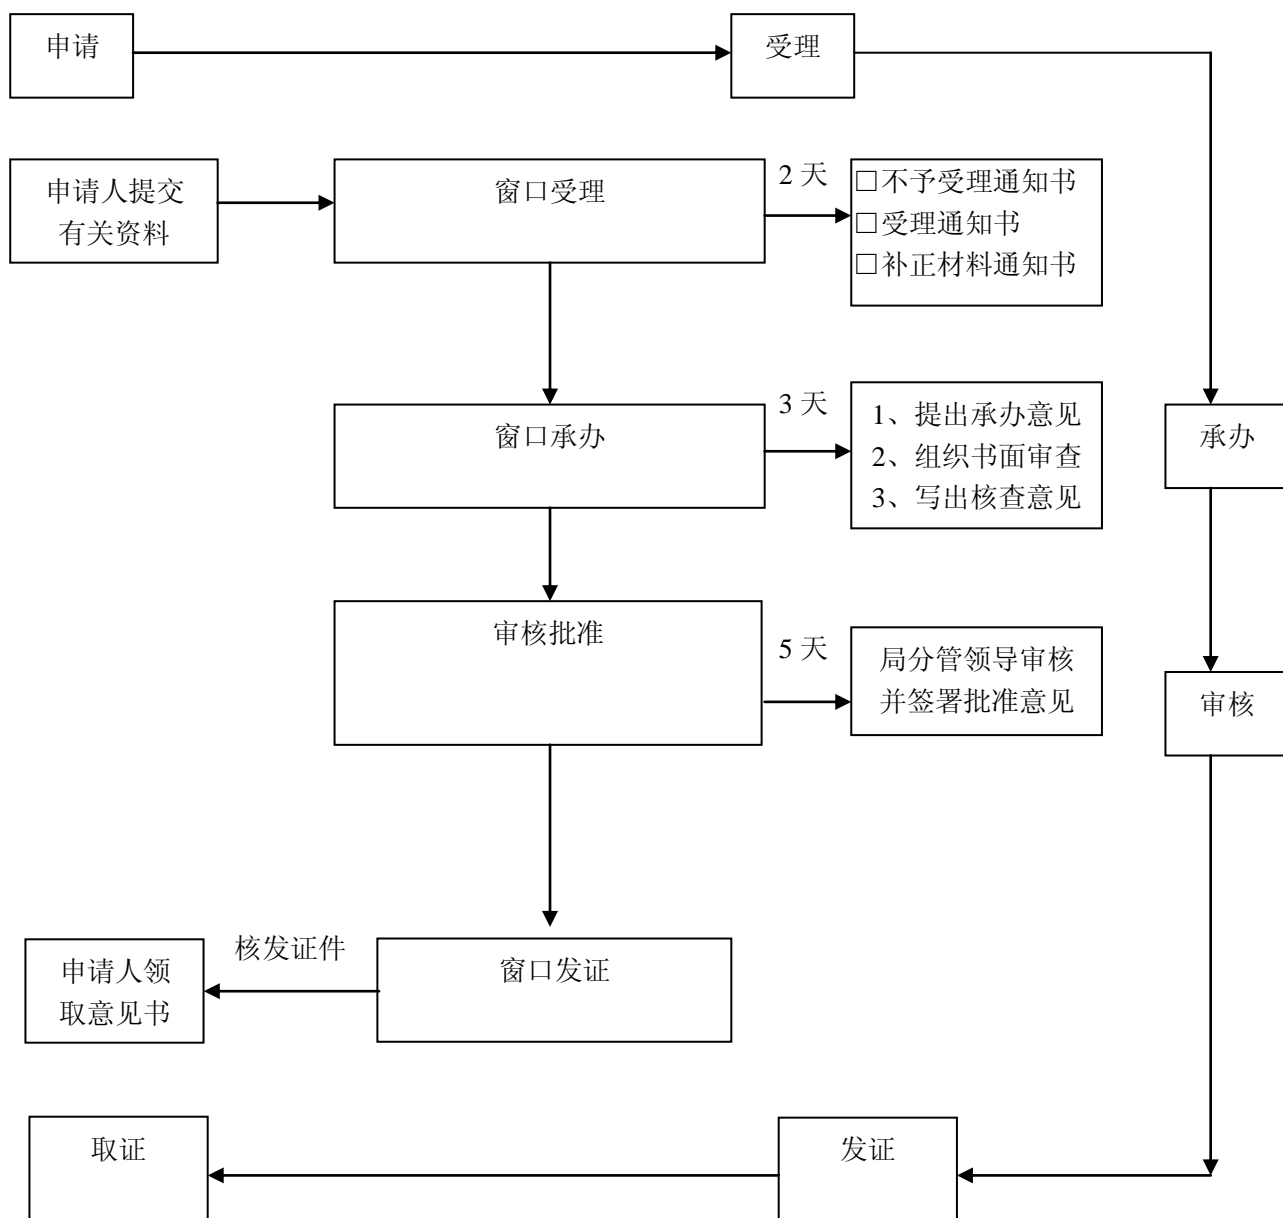 申请
受理
申请人提交
有关资料
窗口受理
2 天
□不予受理通知书
□受理通知书
□补正材料通知书
窗口承办
3 天
1、提出承办意见
2、组织书面审查
3、写出核查意见
承办
审核批准
5 天
局分管领导审核
并签署批准意见
审核
申请人领
取意见书
核发证件
窗口发证
取证
发证